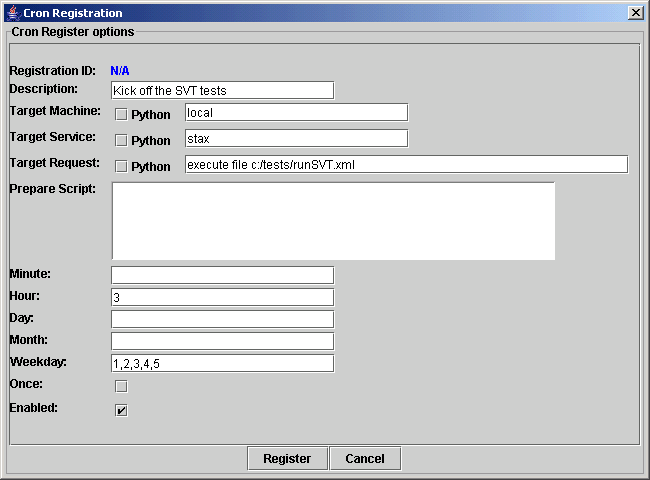 Cron Registration
Cron Register options
Registration ID: N/A
Description: Kick off the SVT tests
Target Machine: Python local
Target Service: Python stax
Target Request: Python execute file c:/tests/runSVT.xml
Prepare Script:
Minute:
Hour: 3
Day:
Month:
Weekday: 1,2,3,4,5
Once:
Enabled:
Register Cancel